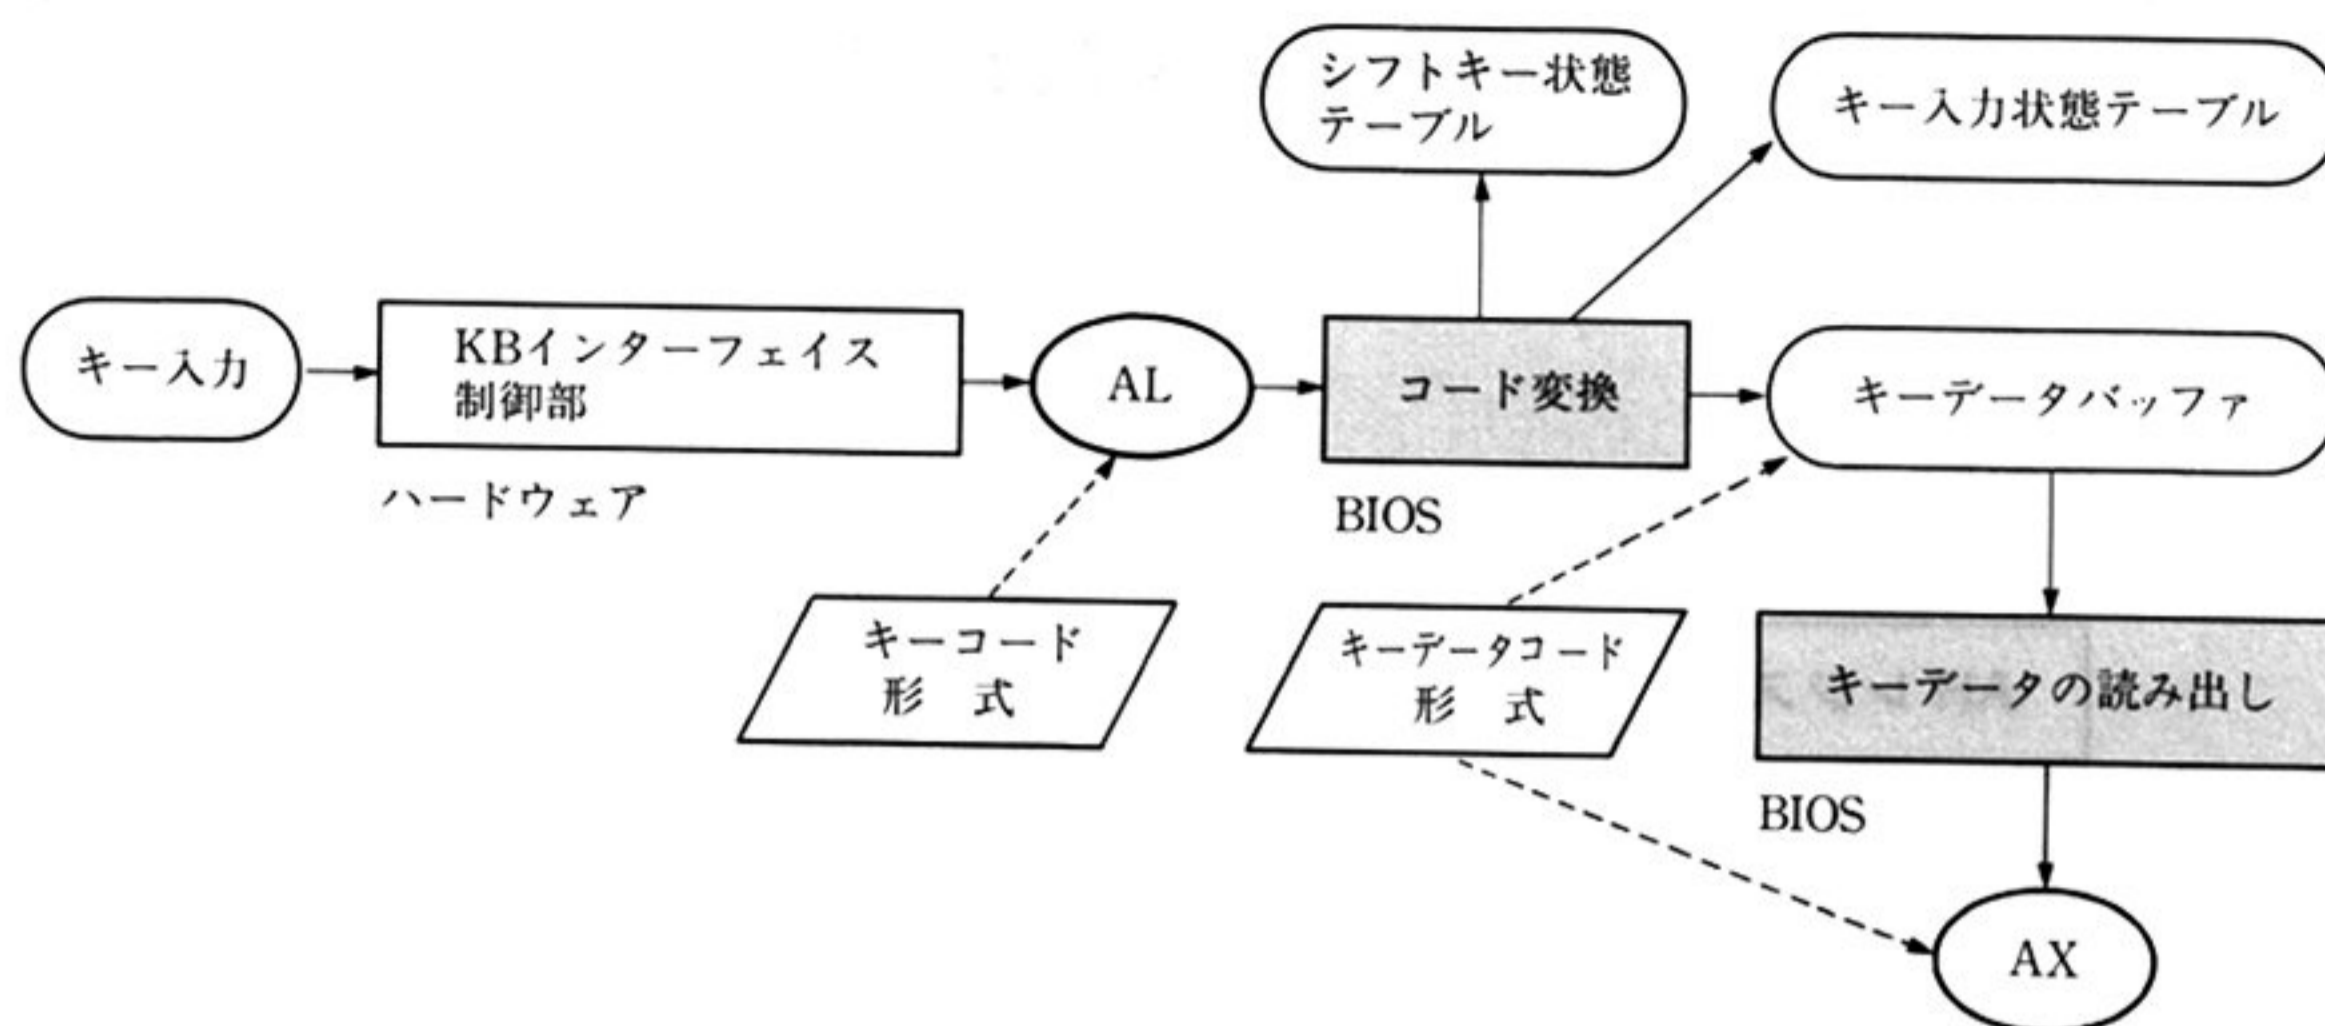 シフトキー状態
テーブル
キー入力状態テーブル
キー入力
KBインターフェイス
制御部
AL
コード変換
キーデータバッファ
ハードウェア
BIOS
キーコード
形 式
キーデータコード
形 式
キーデータの読み出し
BIOS
AX